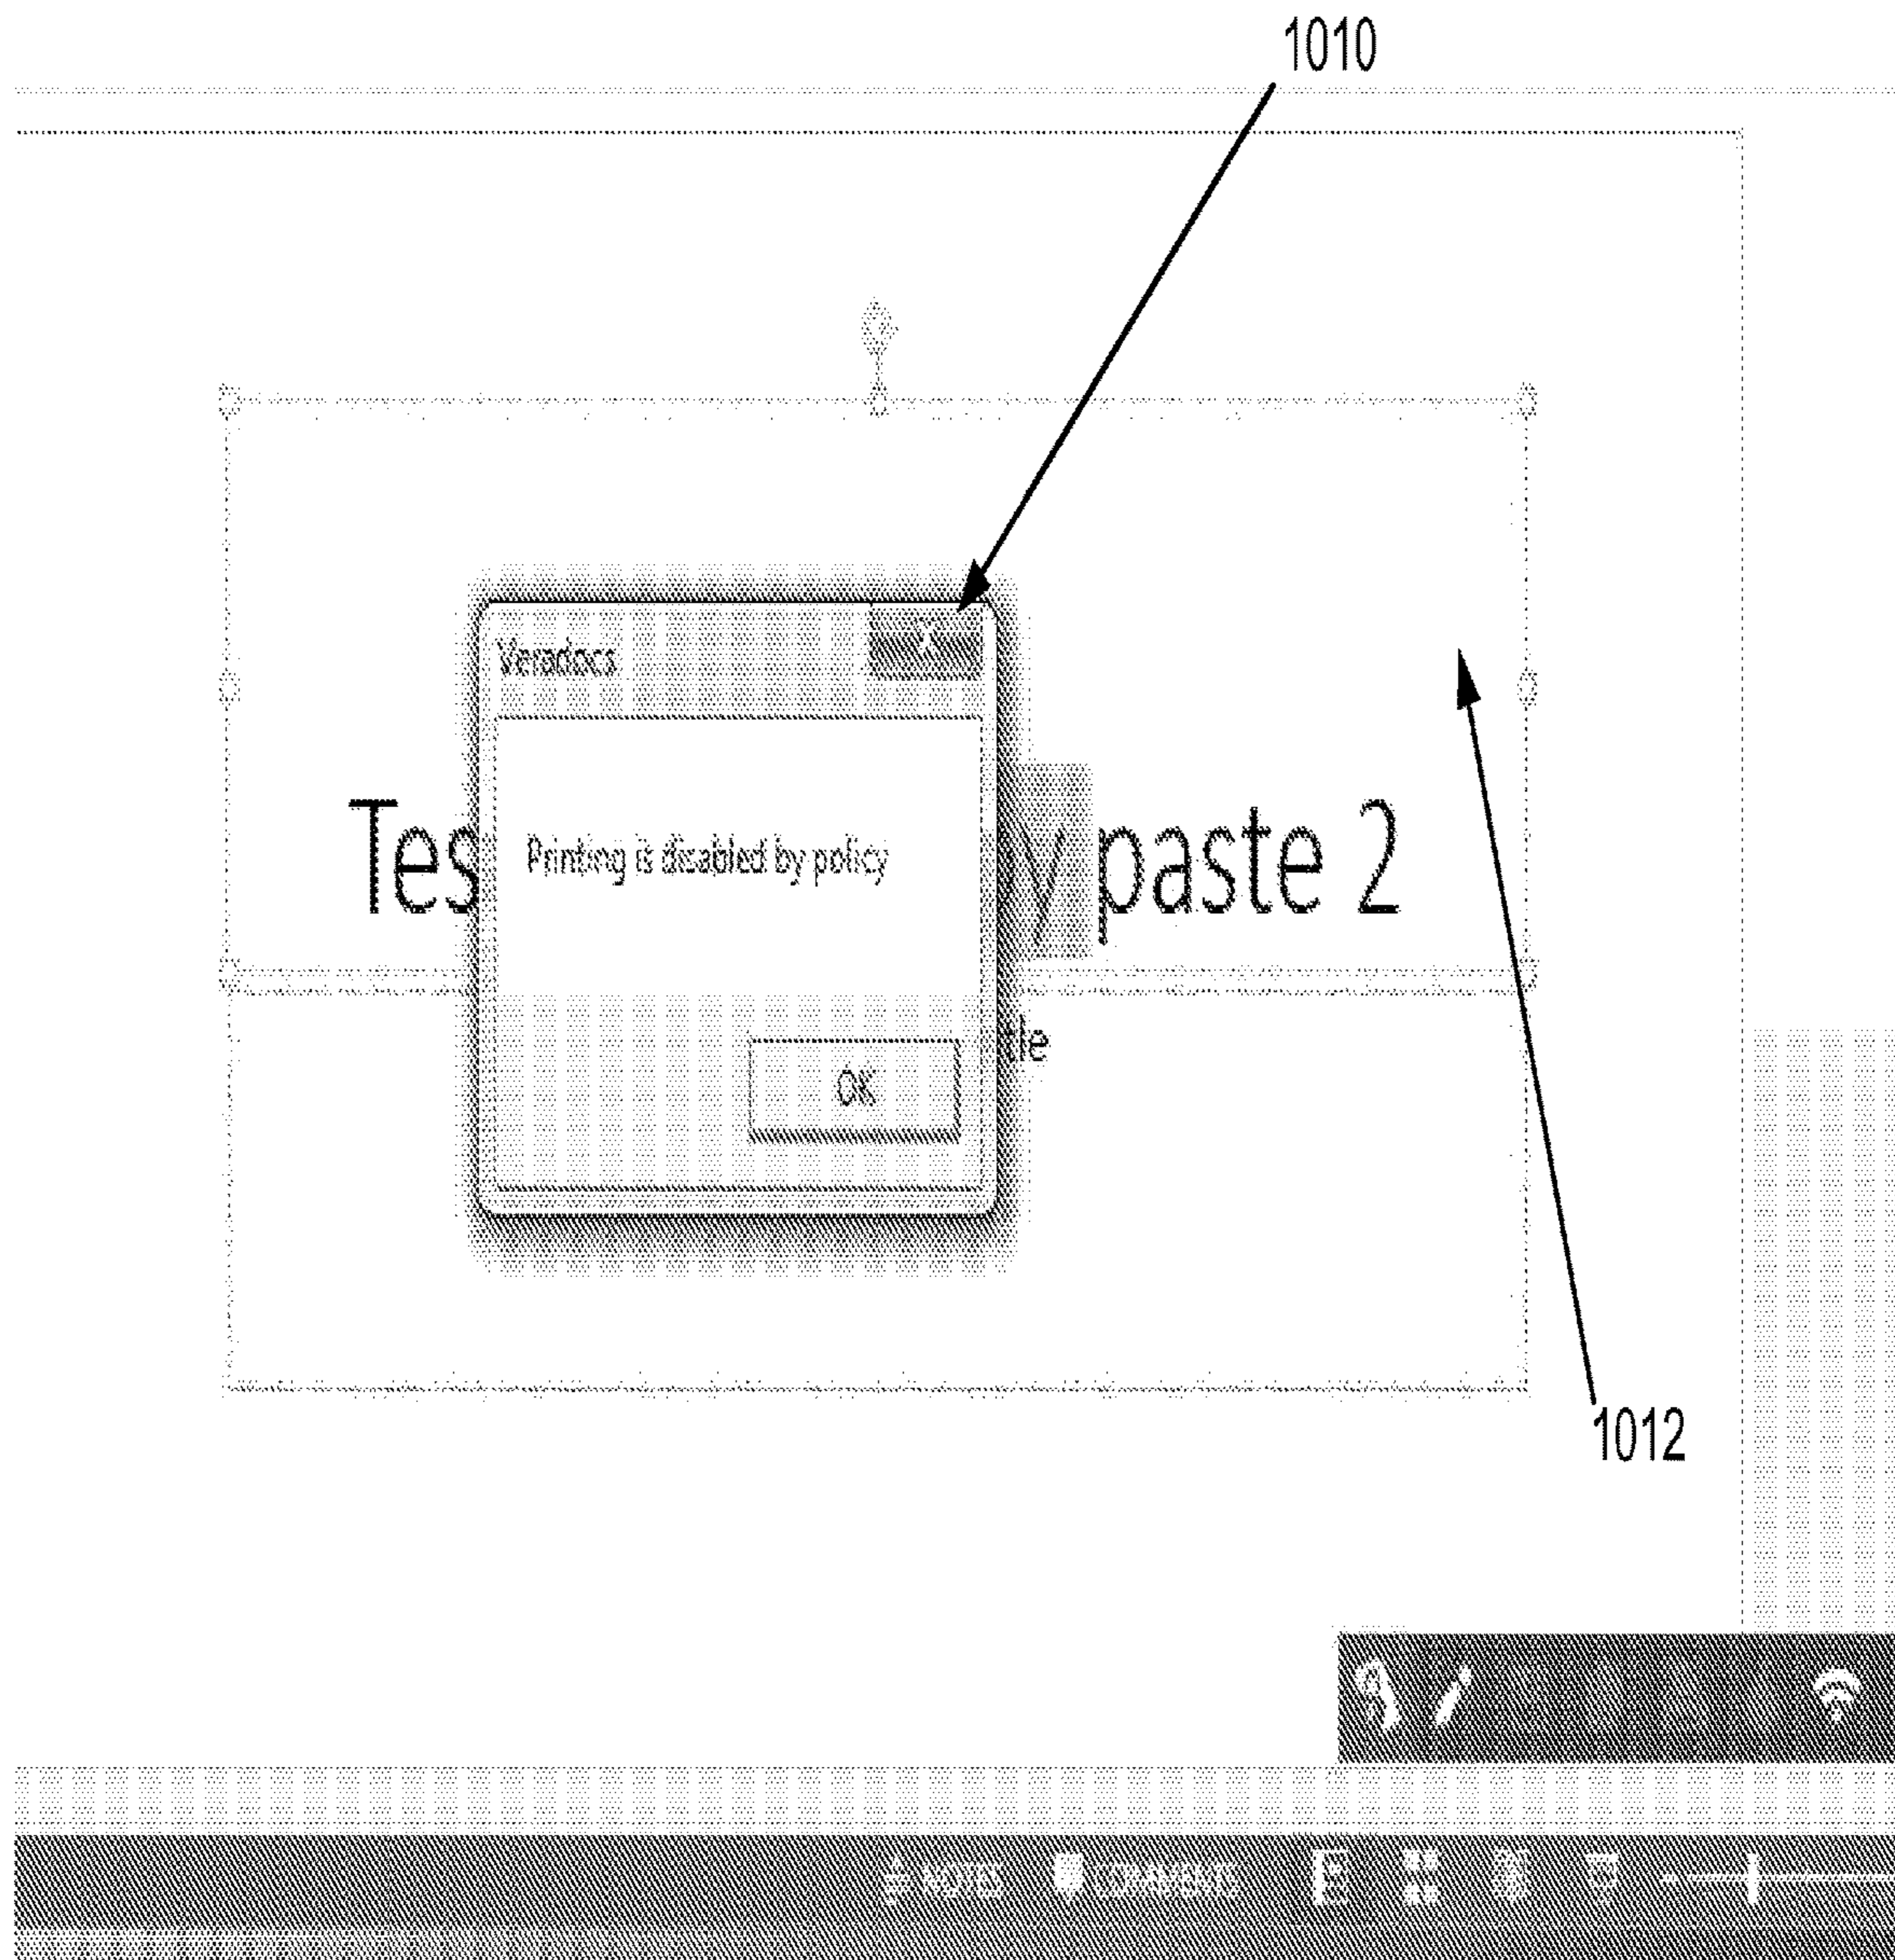 1010
Veradocs
X
Tes
Printing is disabled by policy
y paste 2
tle
OK
1012
NOTES COMMENTS